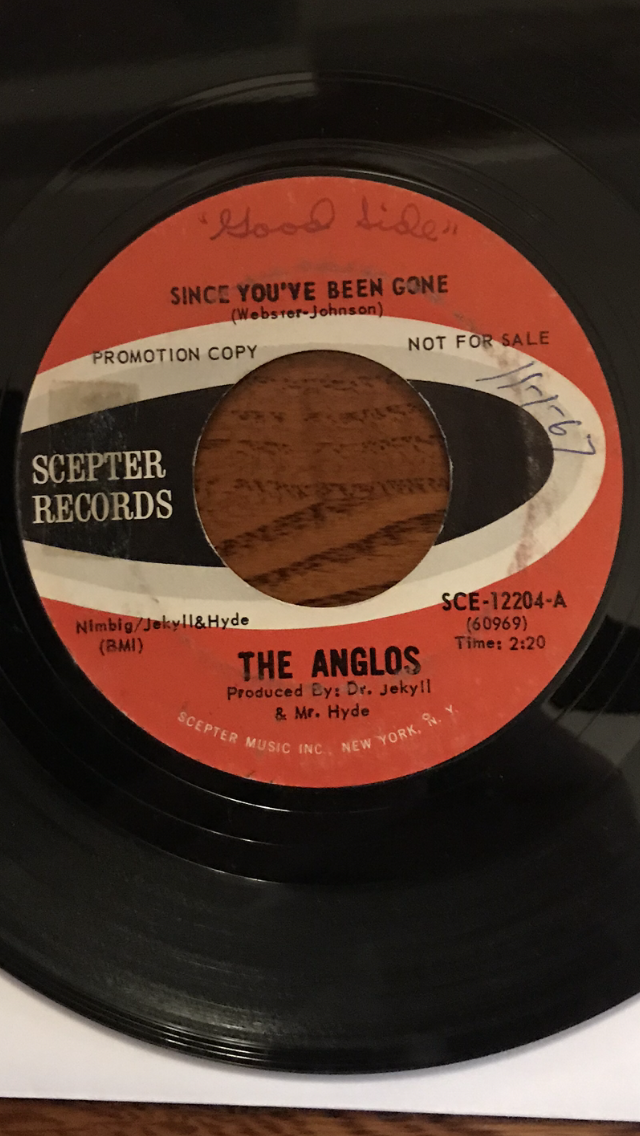 "Good Side"
SINCE YOU'VE BEEN GONE
(Webster-Johnson)
PROMOTION COPY
NOT FOR SALE
11-1-67
SCEPTER
RECORDS
SCE-12204-A
(60969)
Time: 2:20
Nimbig/Jekyll&Hyde
(BMI)
THE ANGLOS
Produced By: Dr. Jekyll
& Mr. Hyde
SCEPTER MUSIC INC., NEW YORK, N. Y.